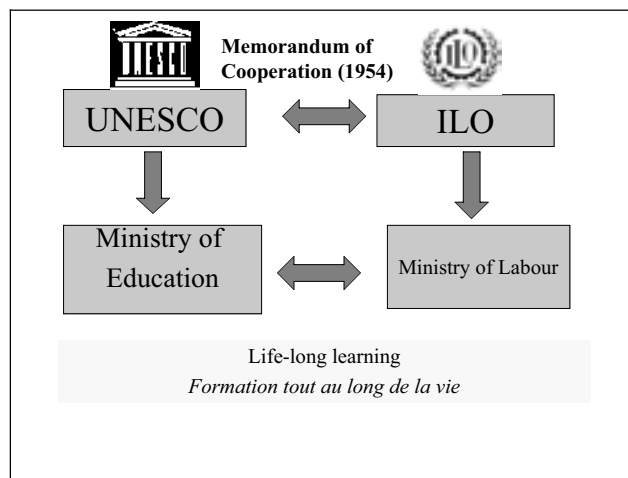 UNESCO
Memorandum of
Cooperation (1954)
ILO
UNESCO
ILO
Ministry of
Education
Ministry of Labour
Life-long learning
Formation tout au long de la vie